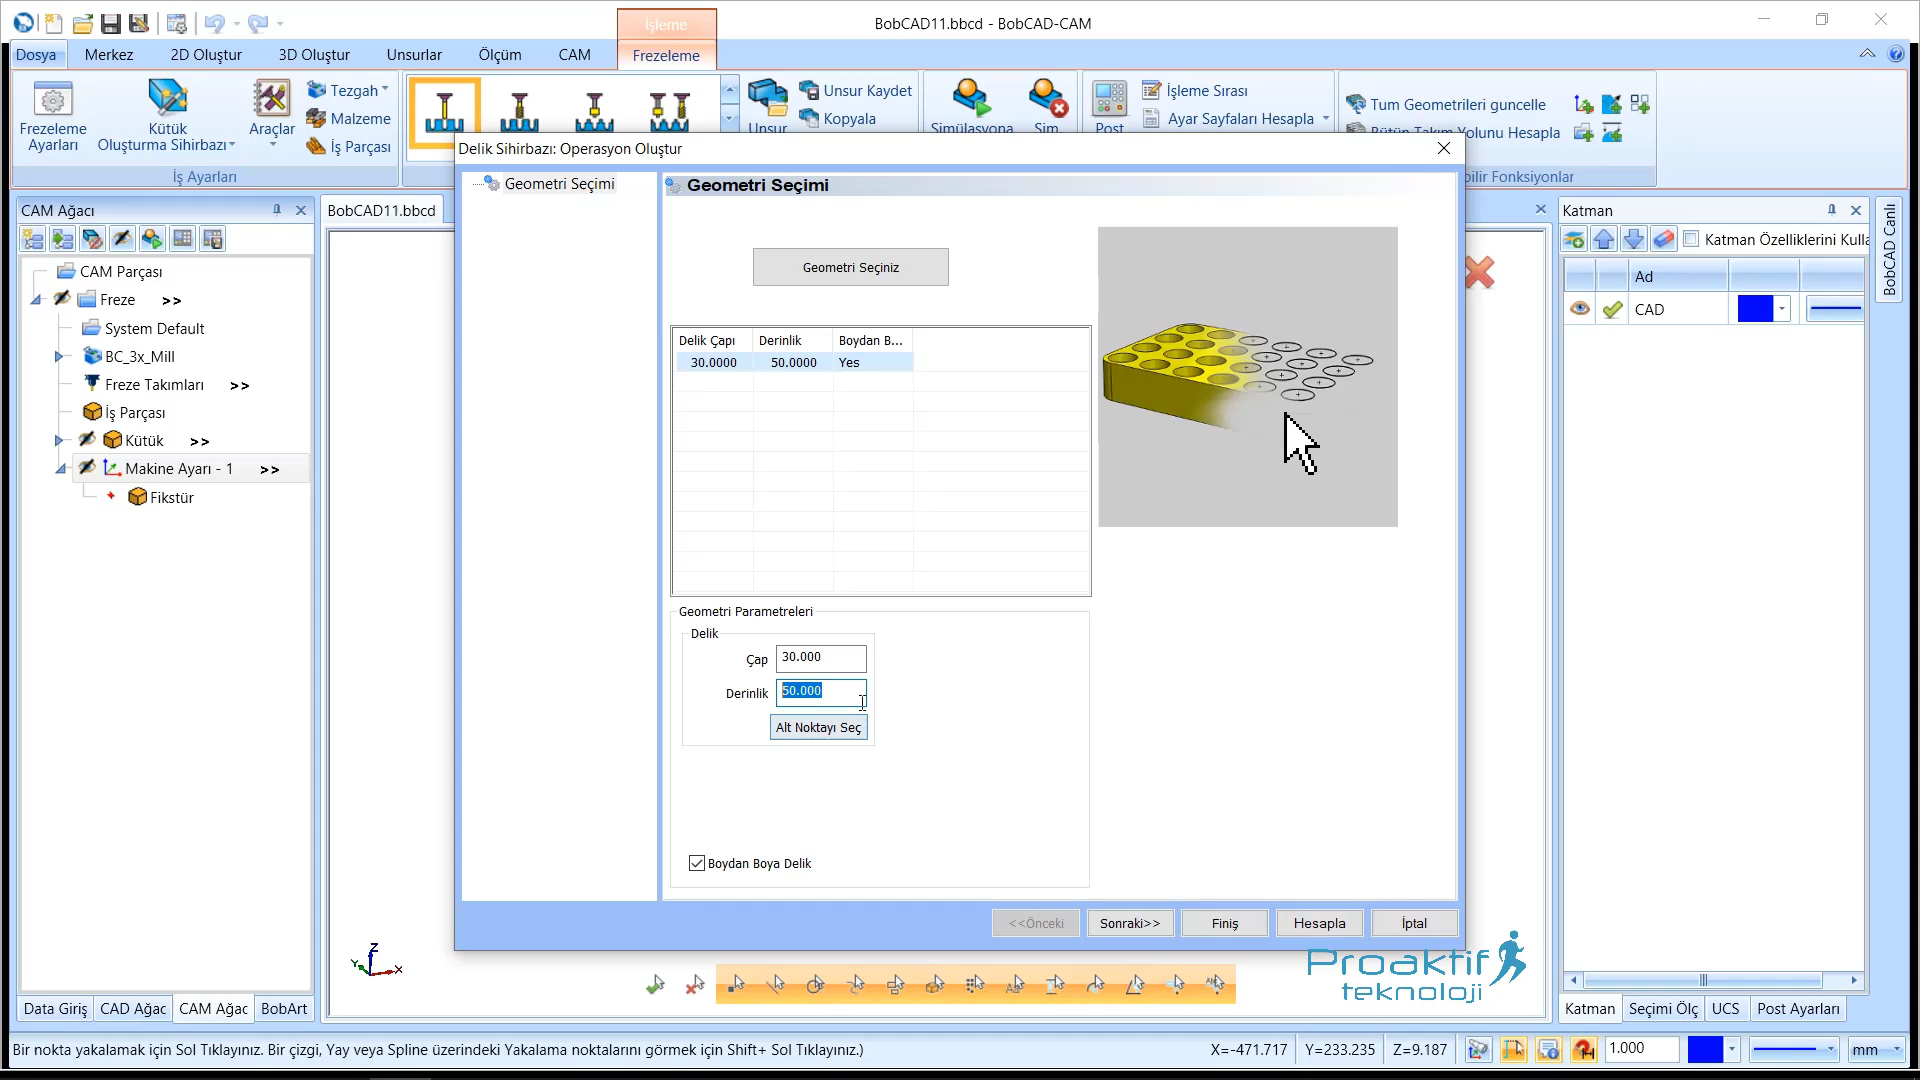 BobCAD11.bbcd - BobCAD-CAM
İşleme
Dosya
Merkez
2D Oluştur
3D Oluştur
Unsurlar
Ölçüm
CAM
Frezeleme
Frezeleme Ayarları
Kütük Oluşturma Sihirbazı
Araçlar
Tezgah
Malzeme
İş Parçası
İş Ayarları
Unsur
Unsur Kaydet
Kopyala
Simülasyona
Sim.
Post
İşleme Sırası
Ayar Sayfaları Hesapla
Tum Geometrileri guncelle
Bütün Takım Yolunu Hesapla
bilir Fonksiyonlar
Delik Sihirbazı: Operasyon Oluştur
Geometri Seçimi
Geometri Seçimi
Geometri Seçiniz
Delik Çapı Derinlik Boydan B...
30.0000 50.0000 Yes
Geometri Parametreleri
Delik
Çap 30.000
Derinlik 50.000
Alt Noktayı Seç
Boydan Boya Delik
<<Önceki
Sonraki>>
Finiş
Hesapla
İptal
CAM Ağacı
CAM Parçası
Freze >>
System Default
BC_3x_Mill
Freze Takımları >>
İş Parçası
Kütük >>
Makine Ayarı - 1 >>
Fikstür
BobCAD11.bbcd
Z
Y
X
Katman
Katman Özelliklerini Kulla
Ad
CAD
BobCAD Canlı
Proaktif
teknoloji
Data Giriş
CAD Ağac
CAM Ağac
BobArt
Katman
Seçimi Ölç
UCS
Post Ayarları
Bir nokta yakalamak için Sol Tıklayınız. Bir çizgi, Yay veya Spline üzerindeki Yakalama noktalarını görmek için Shift+ Sol Tıklayınız.)
X=-471.717
Y=233.235
Z=9.187
1.000
mm